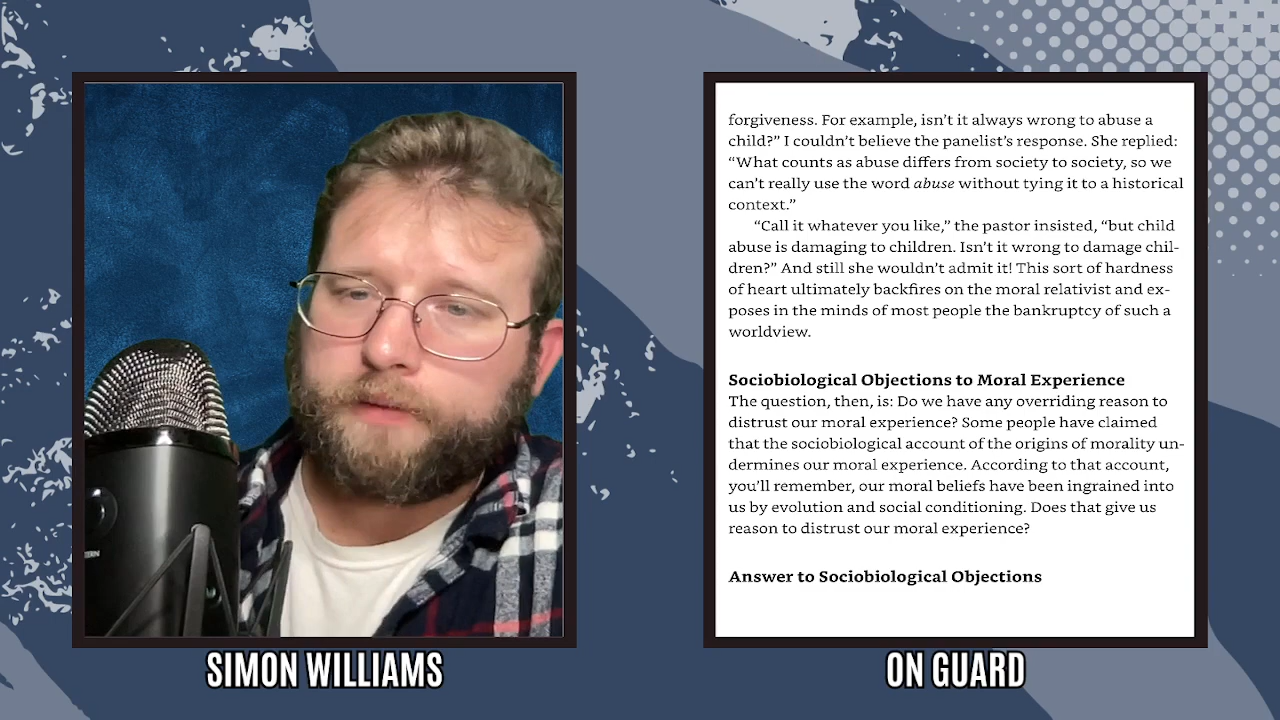 forgiveness. For example, isn’t it always wrong to abuse a
child?” I couldn’t believe the panelist’s response. She replied:
“What counts as abuse differs from society to society, so we
can’t really use the word abuse without tying it to a historical
context.”
“Call it whatever you like,” the pastor insisted, “but child
abuse is damaging to children. Isn’t it wrong to damage chil-
dren?” And still she wouldn’t admit it! This sort of hardness
of heart ultimately backfires on the moral relativist and ex-
poses in the minds of most people the bankruptcy of such a
worldview.
Sociobiological Objections to Moral Experience
The question, then, is: Do we have any overriding reason to
distrust our moral experience? Some people have claimed
that the sociobiological account of the origins of morality un-
dermines our moral experience. According to that account,
you’ll remember, our moral beliefs have been ingrained into
us by evolution and social conditioning. Does that give us
reason to distrust our moral experience?
Answer to Sociobiological Objections
SIMON WILLIAMS
ON GUARD